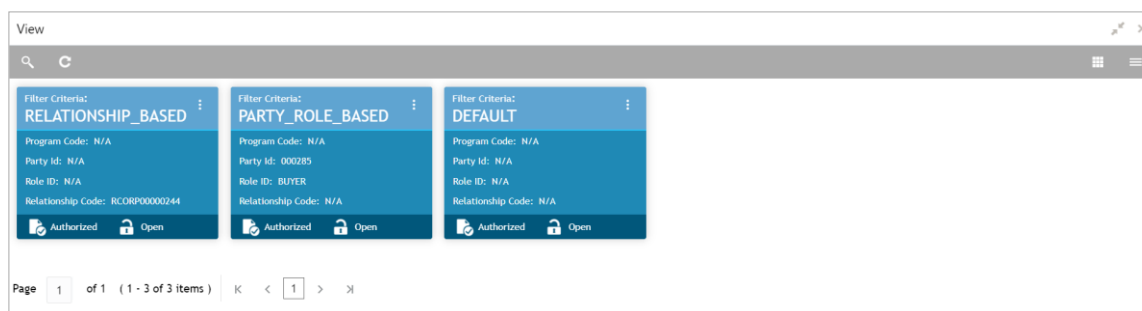 View
Filter Criteria:
RELATIONSHIP_BASED
Program Code: N/A
Party Id: N/A
Role ID: N/A
Relationship Code: RCORP00000244
Authorized Open
Filter Criteria:
PARTY_ROLE_BASED
Program Code: N/A
Party Id: 000285
Role ID: BUYER
Relationship Code: N/A
Authorized Open
Filter Criteria:
DEFAULT
Program Code: N/A
Party Id: N/A
Role ID: N/A
Relationship Code: N/A
Authorized Open
Page 1 of 1 ( 1 - 3 of 3 items ) 1